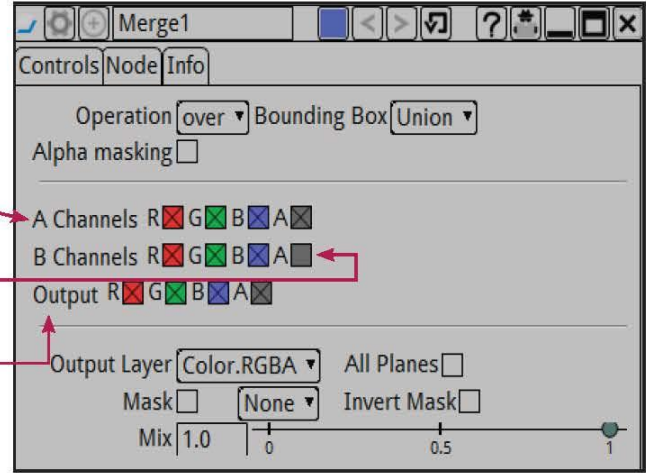 Merge1
Controls Node Info
Operation over Bounding Box Union
Alpha masking
A Channels R G B A
B Channels R G B A
Output R G B A
Output Layer Color.RGBA All Planes
Mask None Invert Mask
Mix 1.0 0 0.5 1